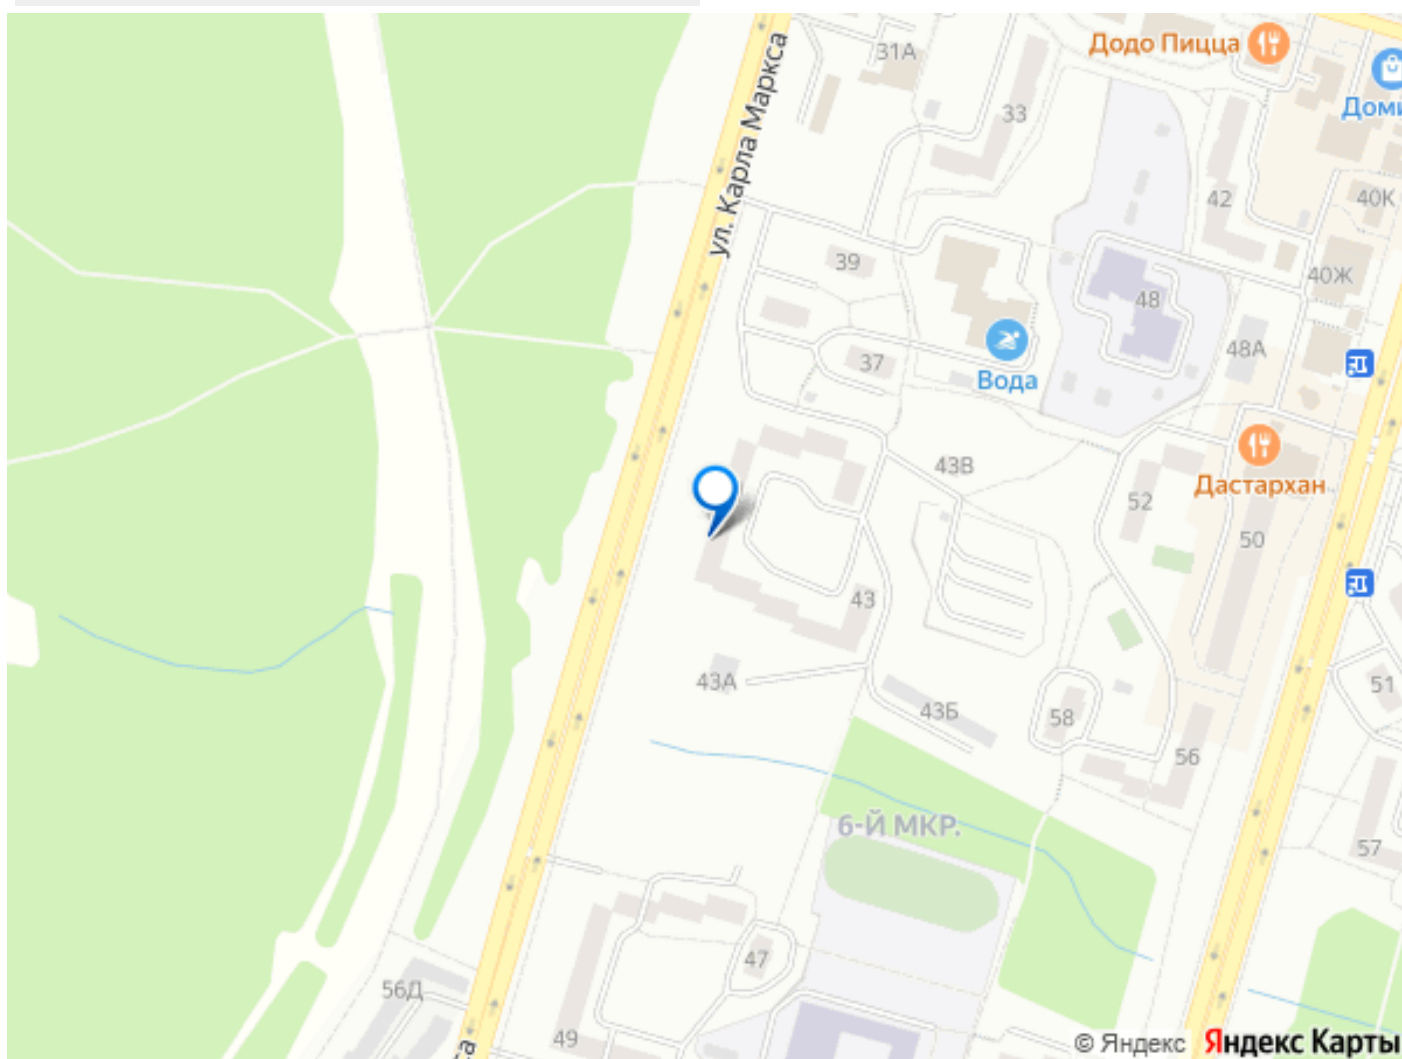 31А
Додо Пицца
Доми
ул. Карла Маркса
33
42
40К
39
40Ж
48
48А
37
Вода
43В
Дастархан
52
50
43
43А
43Б
58
51
56
6-Й МКР.
57
47
56Д
49
са
© Яндекс
Яндекс Карты